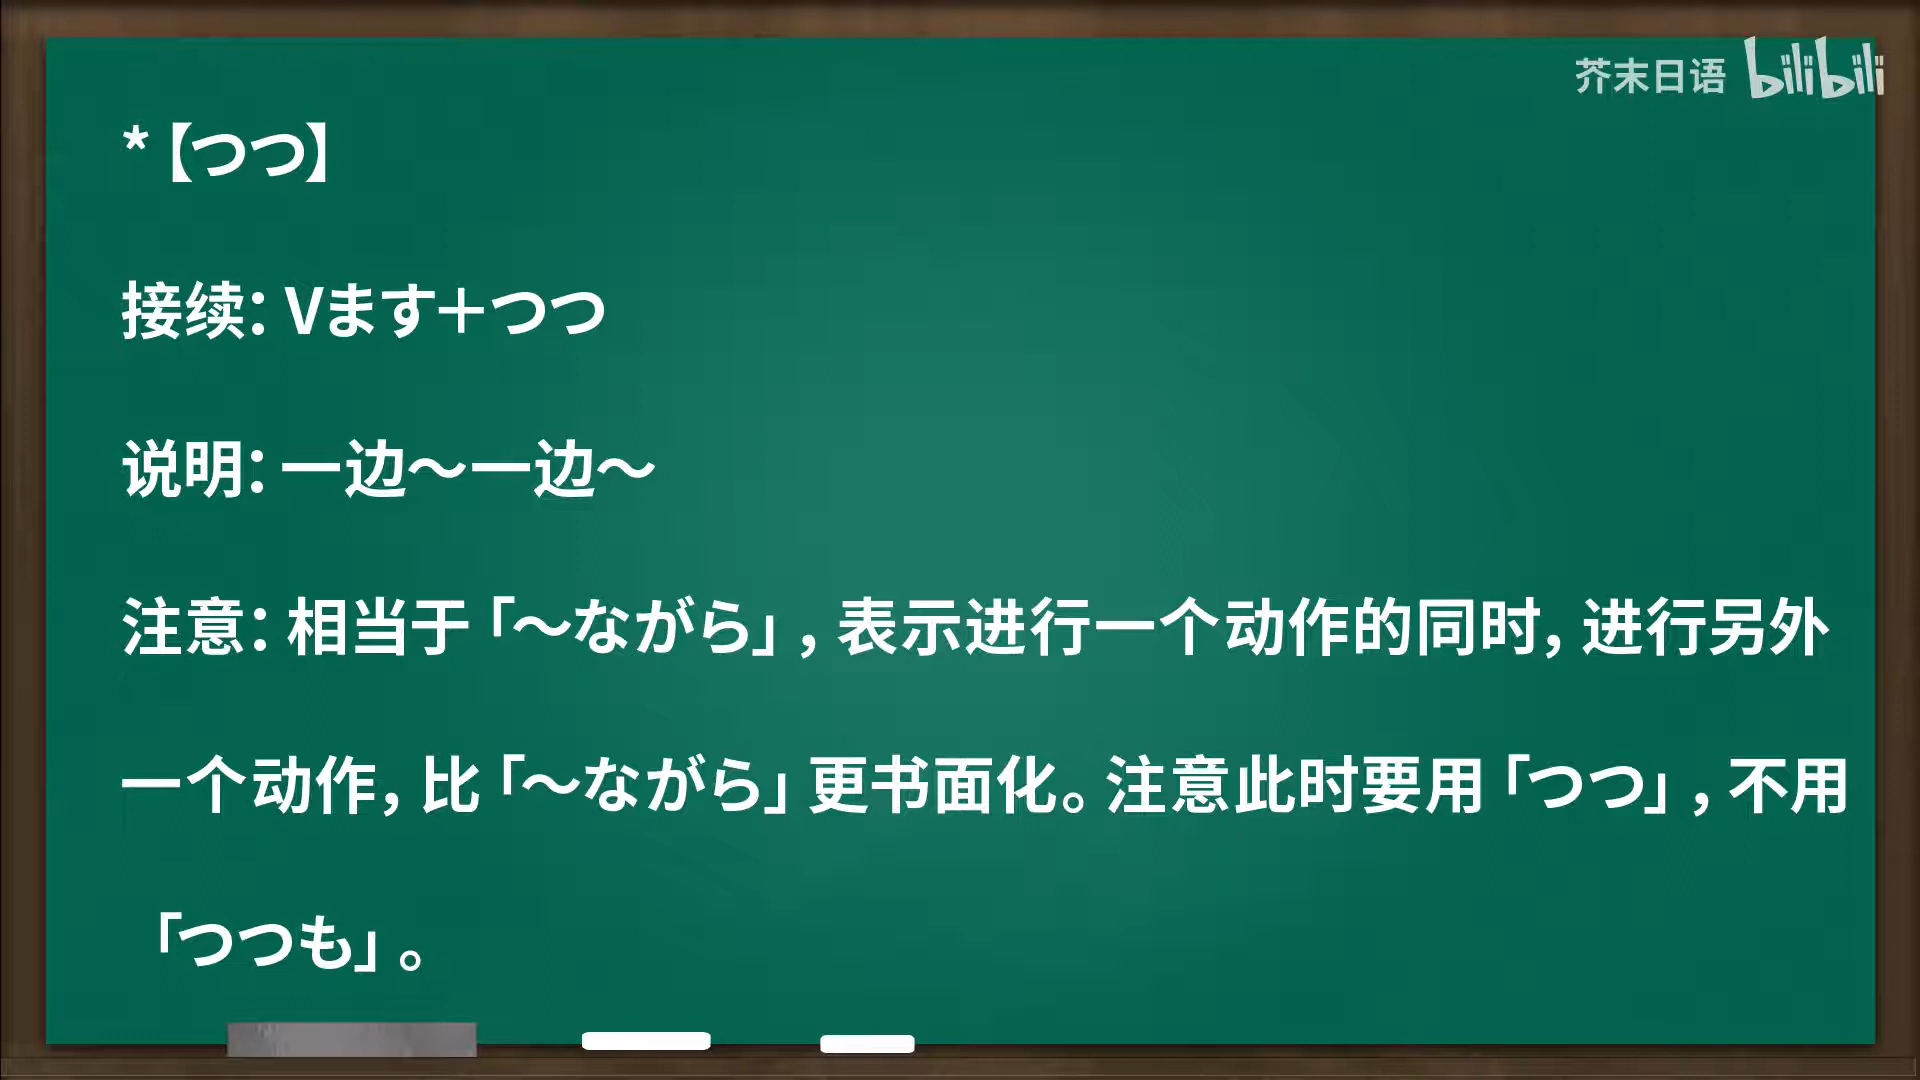 芥末日语 bilibili
*【つつ】
接续：Vます＋つつ
说明：一边～一边～
注意：相当于「～ながら」，表示进行一个动作的同时，进行另外
一个动作，比「～ながら」更书面化。注意此时要用「つつ」，不用
「つつも」。